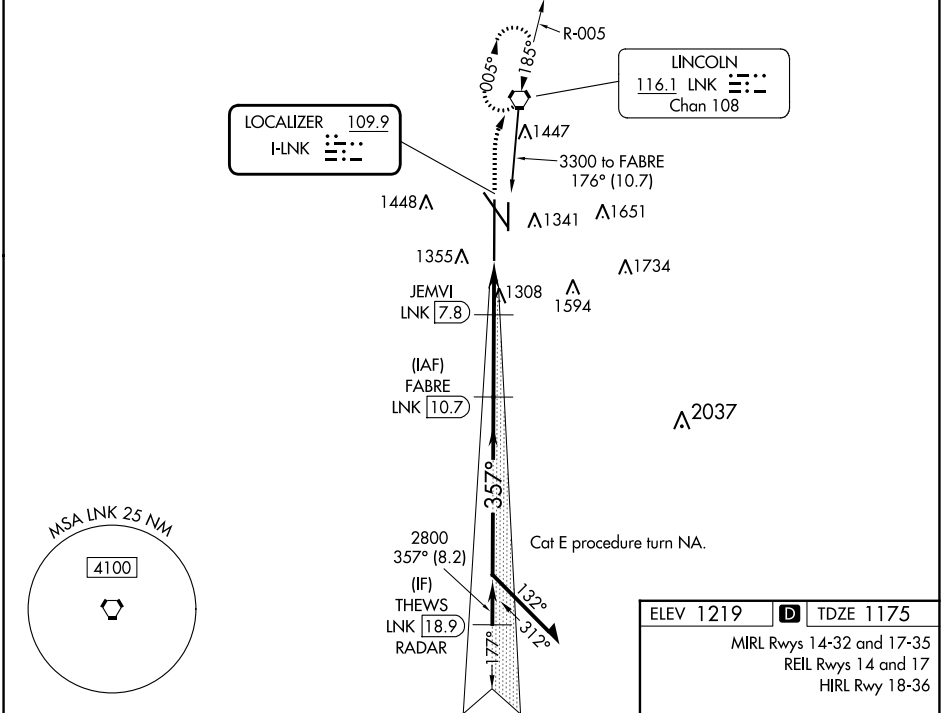 R-005
005°
185°
LINCOLN
116.1 LNK
Chan 108
LOCALIZER 109.9
I-LNK
1447
3300 to FABRE
176° (10.7)
1448
1341
1651
1355
1734
JEMVI
LNK 7.8
1308
1594
(IAF)
FABRE
LNK 10.7
2037
357°
MSA LNK 25 NM
4100
2800
357° (8.2)
Cat E procedure turn NA.
(IF)
THEWS
LNK 18.9
RADAR
132°
312°
177°
ELEV 1219 D TDZE 1175
MIRL Rwys 14-32 and 17-35
REIL Rwys 14 and 17
HIRL Rwy 18-36